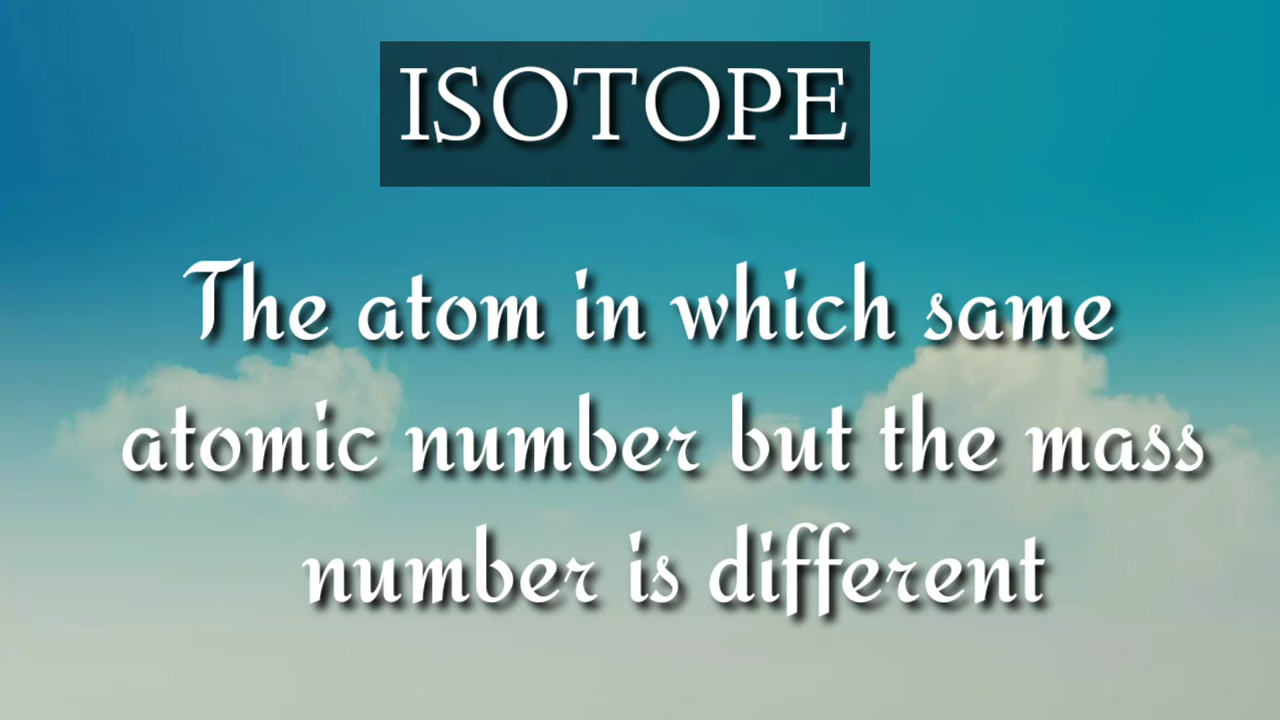 ISOTOPE
The atom in which same
atomic number but the mass
number is different